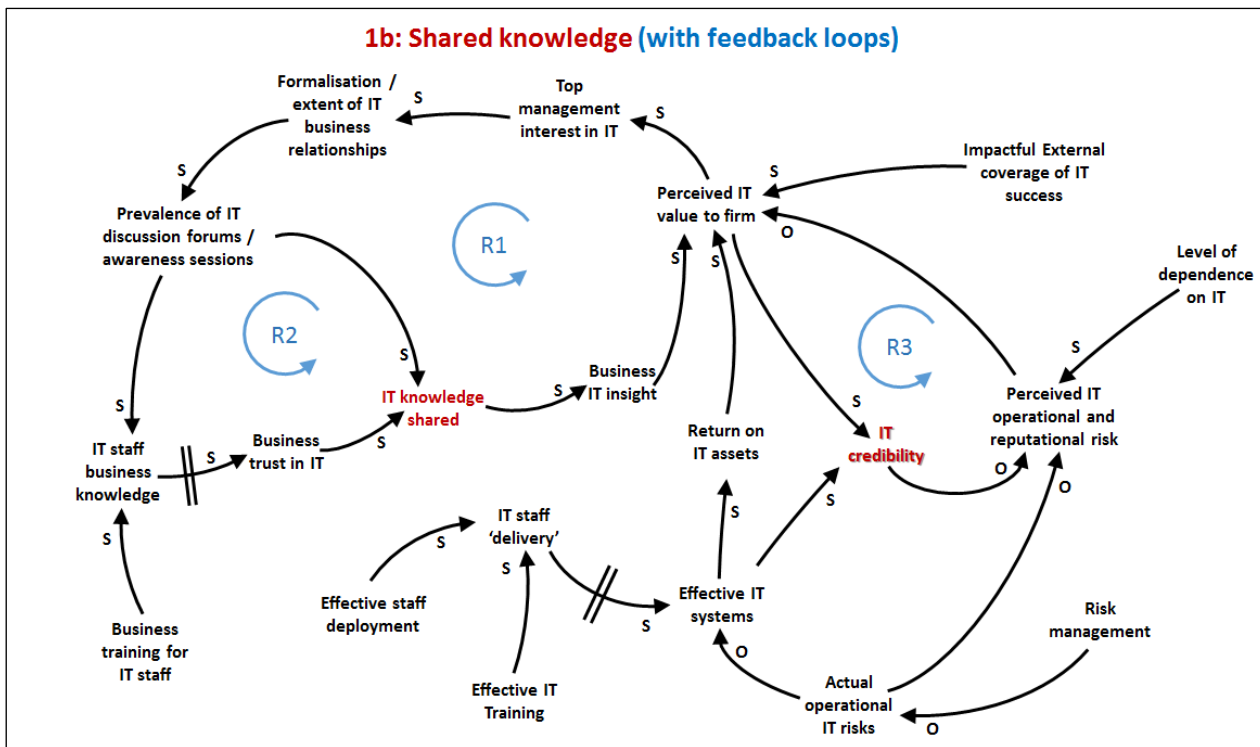 1b: Shared knowledge (with feedback loops)
Formalisation /
extent of IT
business
relationships
S
Top
management
interest in IT
S
Impactful External
coverage of IT
success
S
S
Perceived IT
value to firm
O
Prevalence of IT
discussion forums /
awareness sessions
R1
S
S
Level of
dependence
on IT
R2
R3
S
S
S
IT knowledge
shared
S
Business
IT insight
Perceived IT
operational and
reputational risk
S
S
IT staff
business
knowledge
S
Business
trust in IT
S
Return on
IT assets
IT
credibility
O
O
S
S
S
IT staff
‘delivery’
S
S
Effective staff
deployment
Effective IT
systems
S
O
Business
training for
IT staff
Effective IT
Training
Risk
management
Actual
operational
IT risks
O